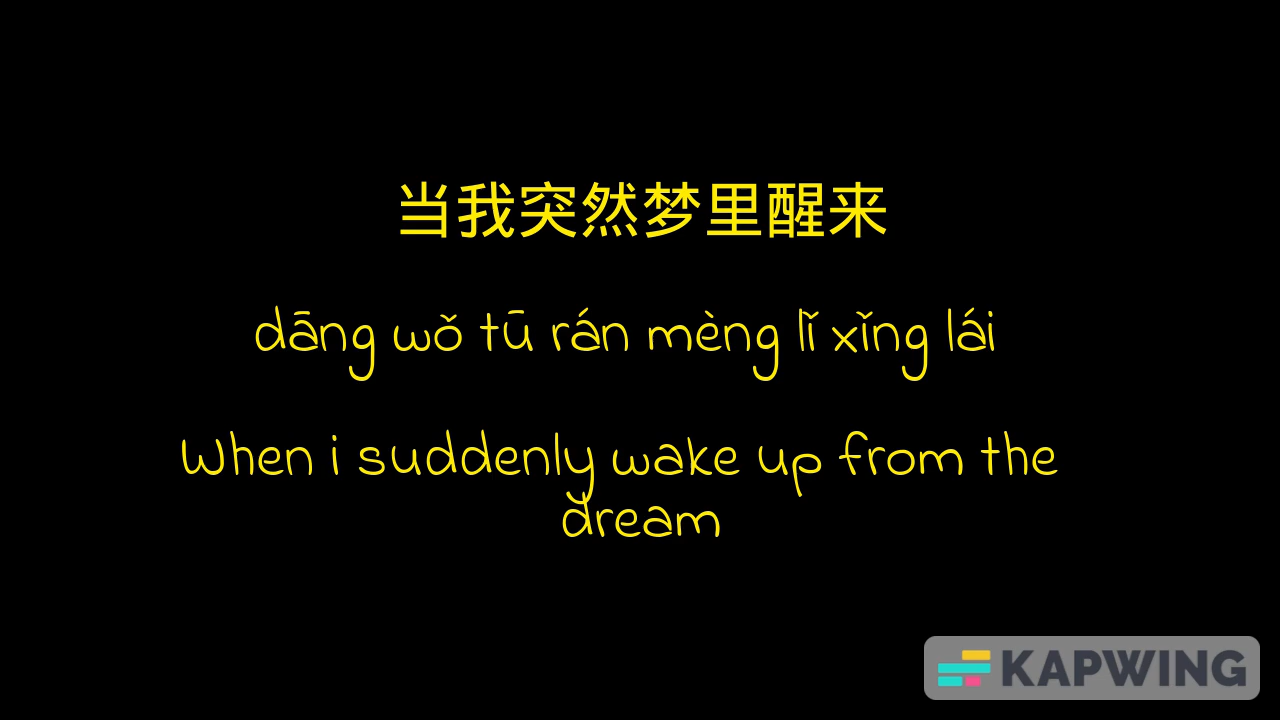 当我突然梦里醒来
dāng wǒ tū rán mèng lǐ xǐng lái
When i suddenly wake up from the
dream
KAPWING